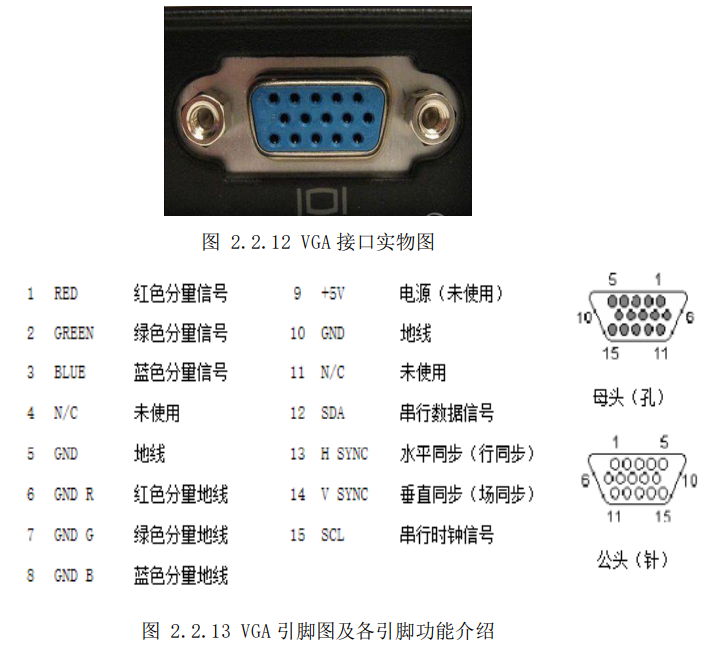 图 2.2.12 VGA 接口实物图
1 RED 红色分量信号 9 +5V 电源（未使用）
2 GREEN 绿色分量信号 10 GND 地线
3 BLUE 蓝色分量信号 11 N/C 未使用
4 N/C 未使用 12 SDA 串行数据信号
5 GND 地线 13 H SYNC 水平同步（行同步）
6 GND R 红色分量地线 14 V SYNC 垂直同步（场同步）
7 GND G 绿色分量地线 15 SCL 串行时钟信号
8 GND B 蓝色分量地线
5 1
10 6
15 11
母头（孔）
1 5
6 10
11 15
公头（针）
图 2.2.13 VGA 引脚图及各引脚功能介绍